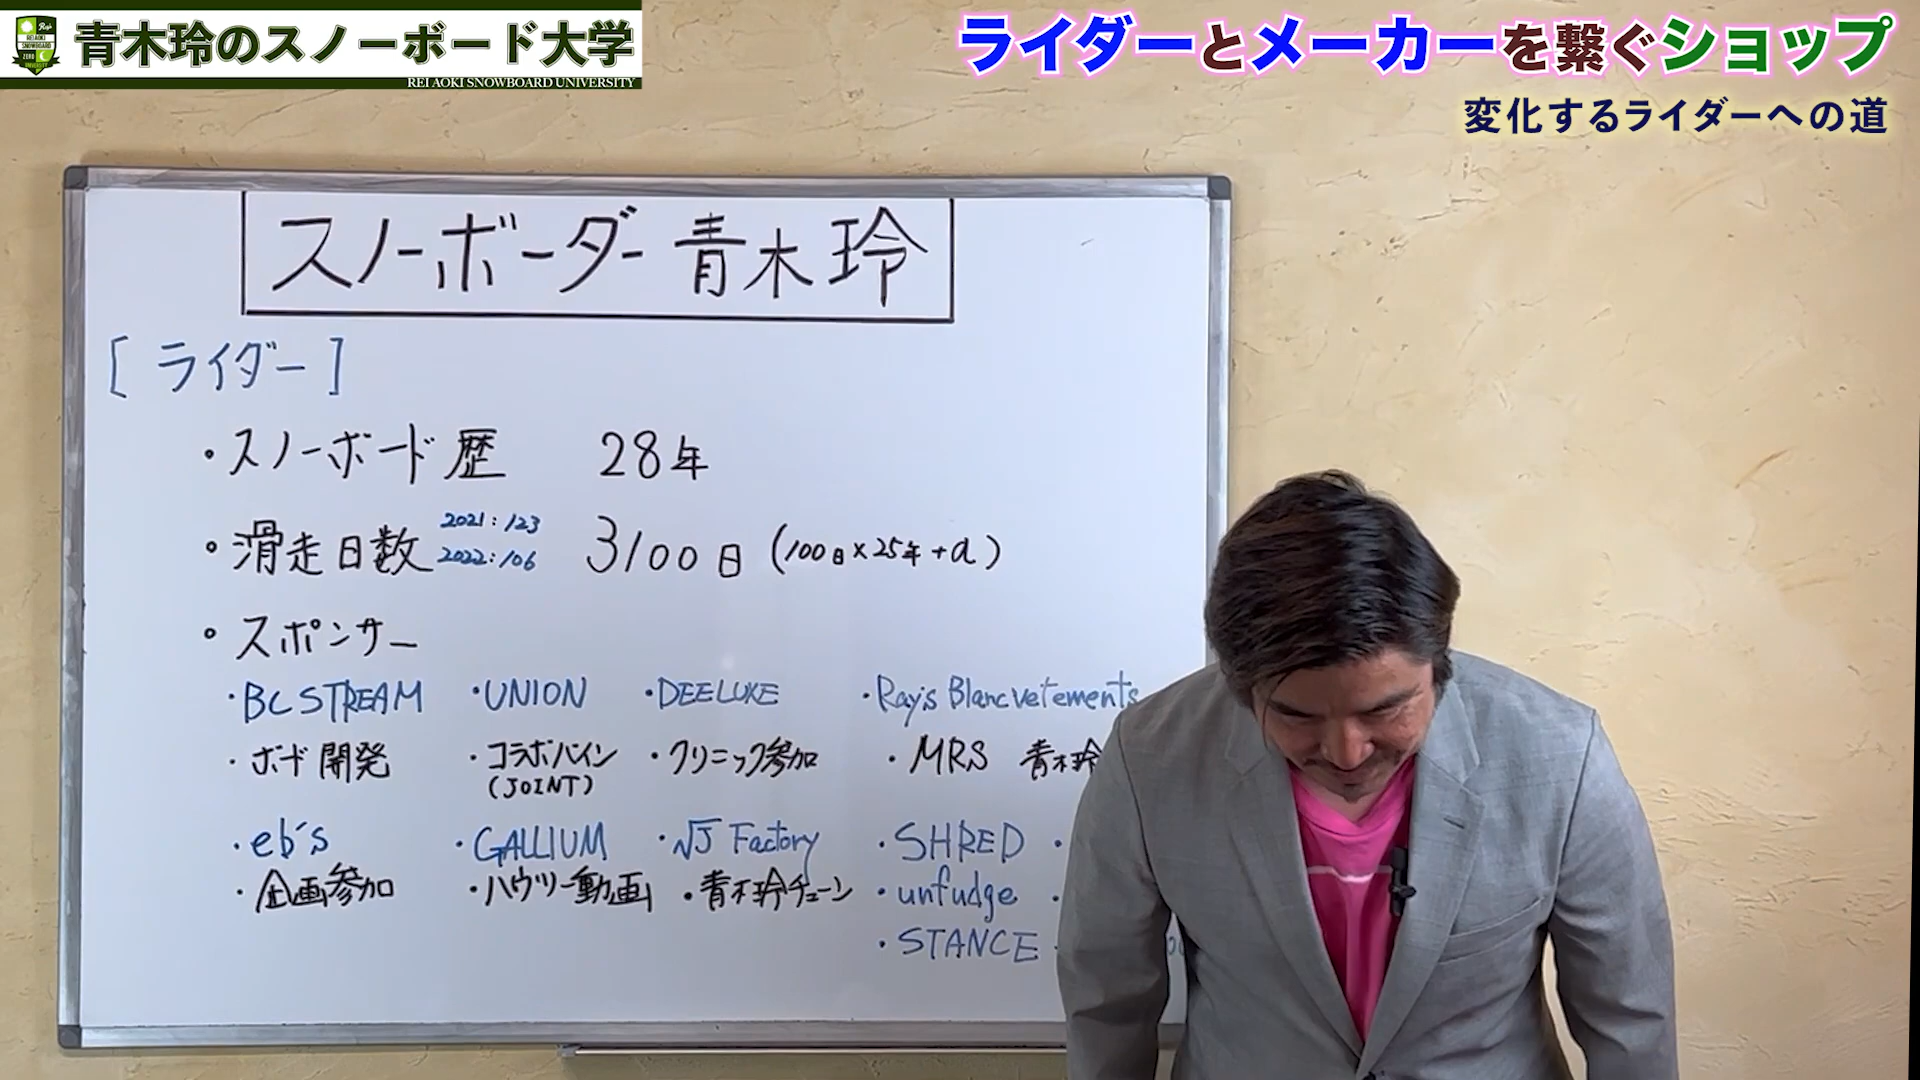 青木玲のスノーボード大学
REI AOKI SNOWBOARD UNIVERSITY
ライダーとメーカーを繋ぐショップ
変化するライダーへの道
スノーボーダー 青木玲
[ライダー]
・スノーボード歴 28年
・滑走日数 2021:123 2022:106 3100日 (100日×25年+α)
・スポンサー
・BC STREAM ・UNION ・DEELUXE ・Ray's Blanc vetements
・ボード開発 ・コラボバイン (JOINT) ・クリニック参加 ・MRS 青木玲
・eb's ・GALLIUM ・√J Factory ・SHRED
・企画参加 ・ハウツー動画 ・青木玲チューン ・unfudge
・STANCE